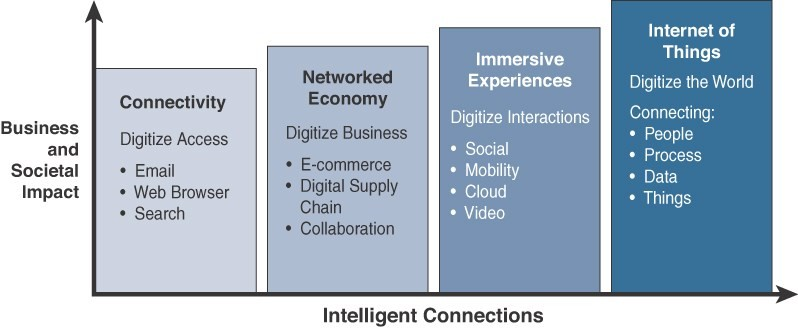 Business
and
Societal
Impact
Connectivity
Digitize Access
• Email
• Web Browser
• Search
Networked
Economy
Digitize Business
• E-commerce
• Digital Supply
Chain
• Collaboration
Immersive
Experiences
Digitize Interactions
• Social
• Mobility
• Cloud
• Video
Internet of
Things
Digitize the World
Connecting:
• People
• Process
• Data
• Things
Intelligent Connections